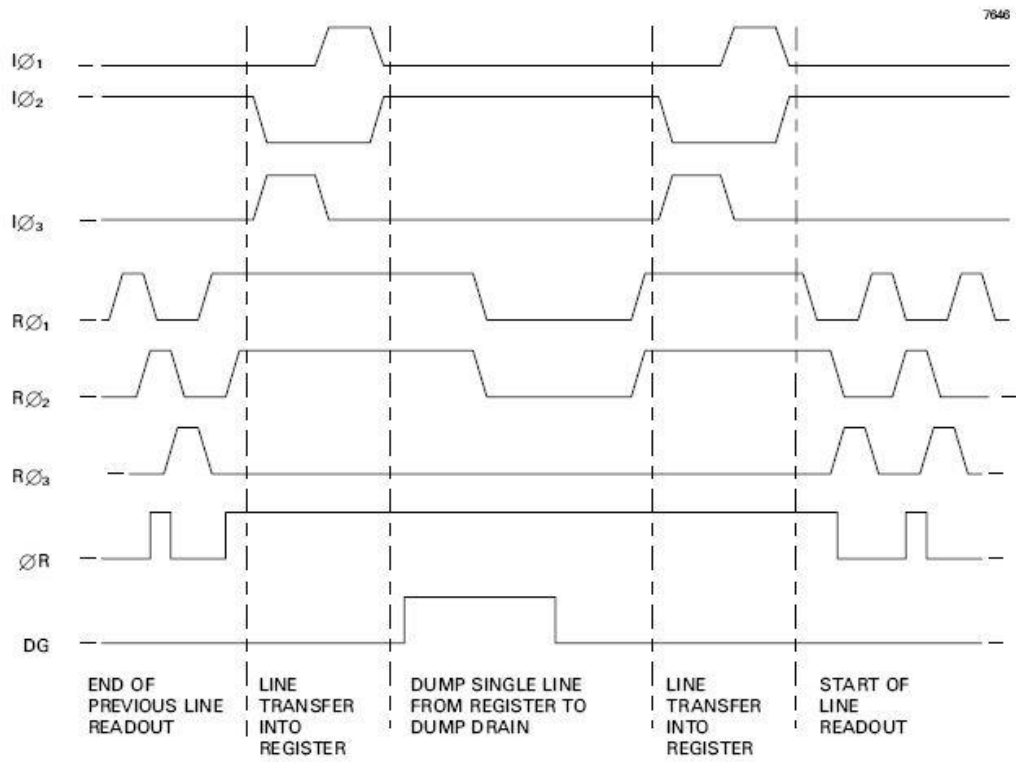 7646
IØ₁
IØ₂
IØ₃
RØ₁
RØ₂
RØ₃
ØR
DG
END OF
PREVIOUS LINE
READOUT
LINE
TRANSFER
INTO
REGISTER
DUMP SINGLE LINE
FROM REGISTER TO
DUMP DRAIN
LINE
TRANSFER
INTO
REGISTER
START OF
LINE
READOUT